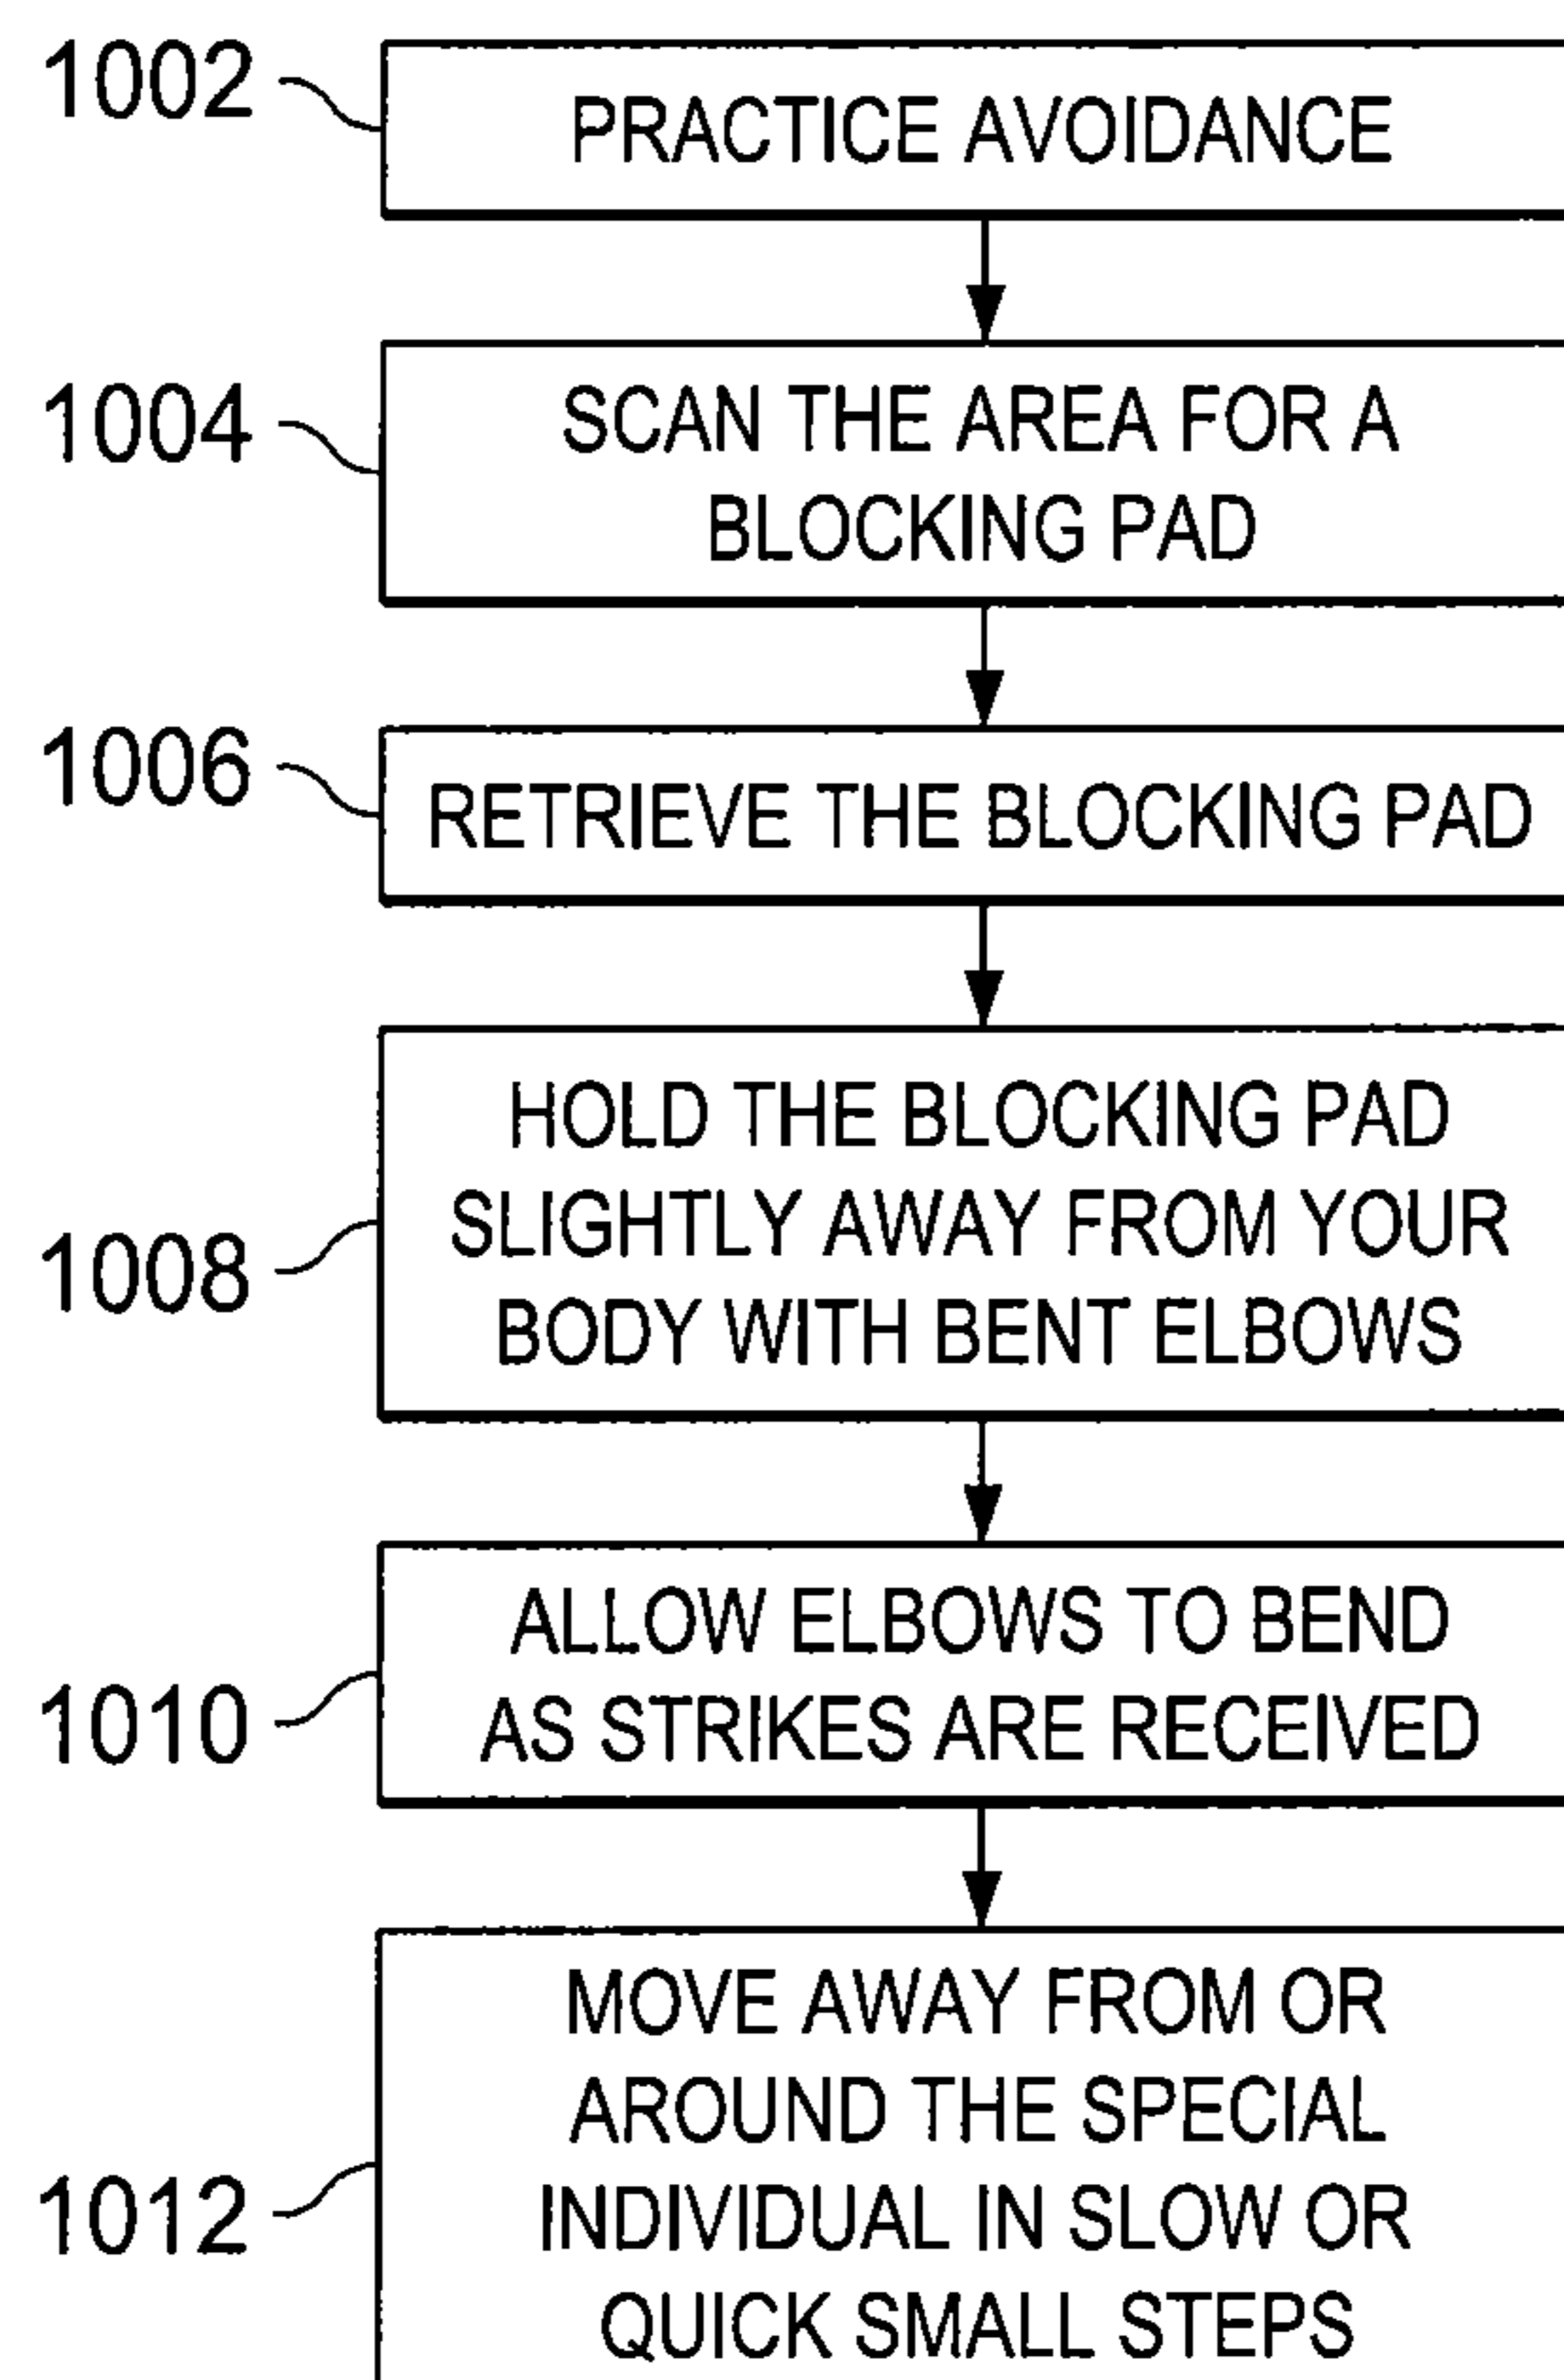 1002
PRACTICE AVOIDANCE
1004
SCAN THE AREA FOR A
BLOCKING PAD
1006
RETRIEVE THE BLOCKING PAD
1008
HOLD THE BLOCKING PAD
SLIGHTLY AWAY FROM YOUR
BODY WITH BENT ELBOWS
1010
ALLOW ELBOWS TO BEND
AS STRIKES ARE RECEIVED
1012
MOVE AWAY FROM OR
AROUND THE SPECIAL
INDIVIDUAL IN SLOW OR
QUICK SMALL STEPS